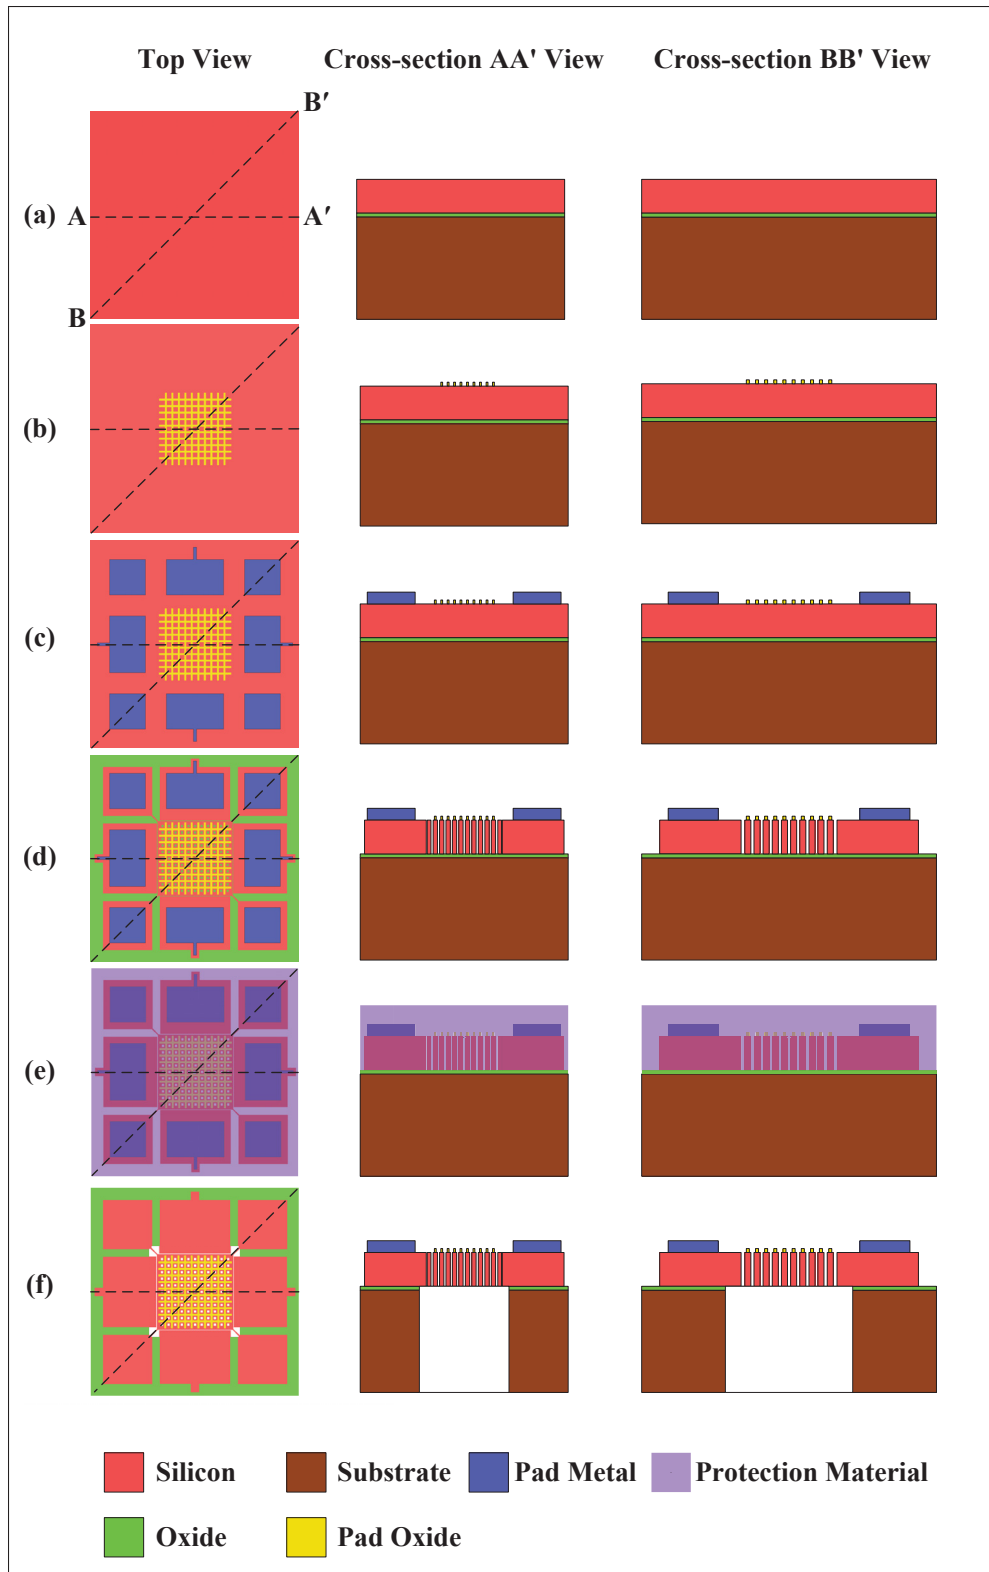 Top View
Cross-section AA' View
Cross-section BB' View
B′
(a)
A
A′
B
(b)
(c)
(d)
(e)
(f)
Silicon
Substrate
Pad Metal
Protection Material
Oxide
Pad Oxide